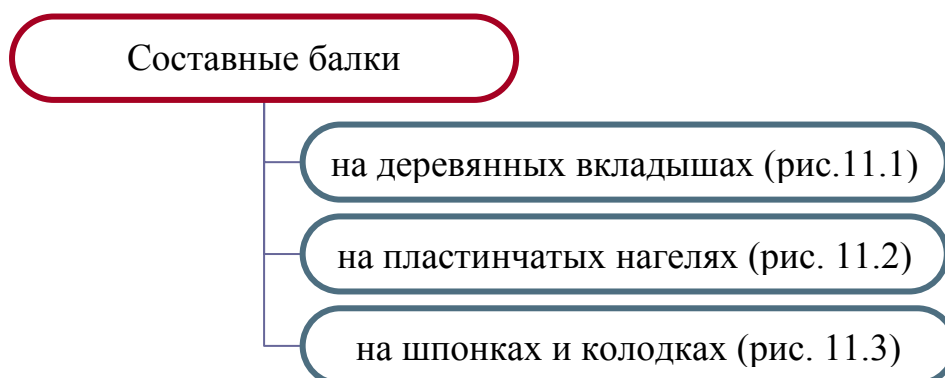 Составные балки
на деревянных вкладышах (рис.11.1)
на пластинчатых нагелях (рис. 11.2)
на шпонках и колодках (рис. 11.3)